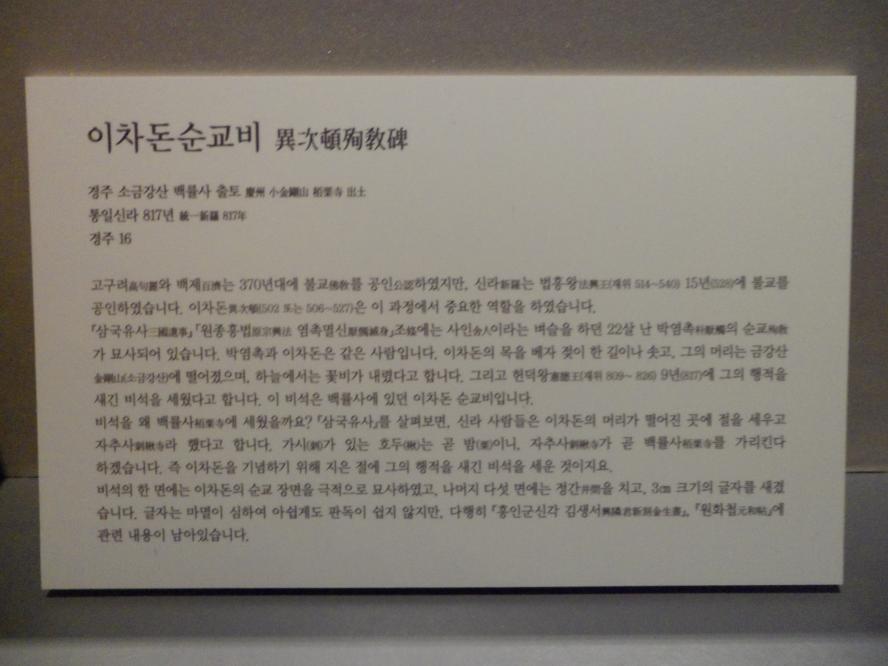 이차돈순교비 異次頓殉敎碑
경주 소금강산 백률사 출토 慶州 小金剛山 栢栗寺 出土
통일신라 817년 統一新羅 817年
경주 16
고구려高句麗와 백제百濟는 370년대에 불교佛敎를 공인公認하였지만, 신라新羅는 법흥왕法興王(재위 514~540) 15년(528)에 불교를
공인하였습니다. 이차돈異次頓(502 또는 506~527)은 이 과정에서 중요한 역할을 하였습니다.
『삼국유사三國遺事』「원종흥법原宗興法 염촉멸신厭髑滅身」조條에는 사인舍人이라는 벼슬을 하던 22살 난 박염촉朴厭髑의 순교殉敎
가 묘사되어 있습니다. 박염촉과 이차돈은 같은 사람입니다. 이차돈의 목을 베자 젖이 한 길이나 솟고, 그의 머리는 금강산
金剛山(소금강산)에 떨어졌으며, 하늘에서는 꽃비가 내렸다고 합니다. 그리고 헌덕왕憲德王(재위 809~ 826) 9년(817)에 그의 행적을
새긴 비석을 세웠다고 합니다. 이 비석은 백률사에 있던 이차돈 순교비입니다.
비석을 왜 백률사栢栗寺에 세웠을까요? 『삼국유사』를 살펴보면, 신라 사람들은 이차돈의 머리가 떨어진 곳에 절을 세우고
자추사刺楸寺라 했다고 합니다. 가시(刺)가 있는 호두(楸)는 곧 밤(栗)이니, 자추사刺楸寺가 곧 백률사栢栗寺를 가리킨다
하겠습니다. 즉 이차돈을 기념하기 위해 지은 절에 그의 행적을 새긴 비석을 세운 것이지요.
비석의 한 면에는 이차돈의 순교 장면을 극적으로 묘사하였고, 나머지 다섯 면에는 정간井間을 치고, 3㎝ 크기의 글자를 새겼
습니다. 글자는 마멸이 심하여 아쉽게도 판독이 쉽지 않지만, 다행히 『흥인군신각 김생서興隣君新刻金生書』, 『원화첩元和帖』에
관련 내용이 남아있습니다.